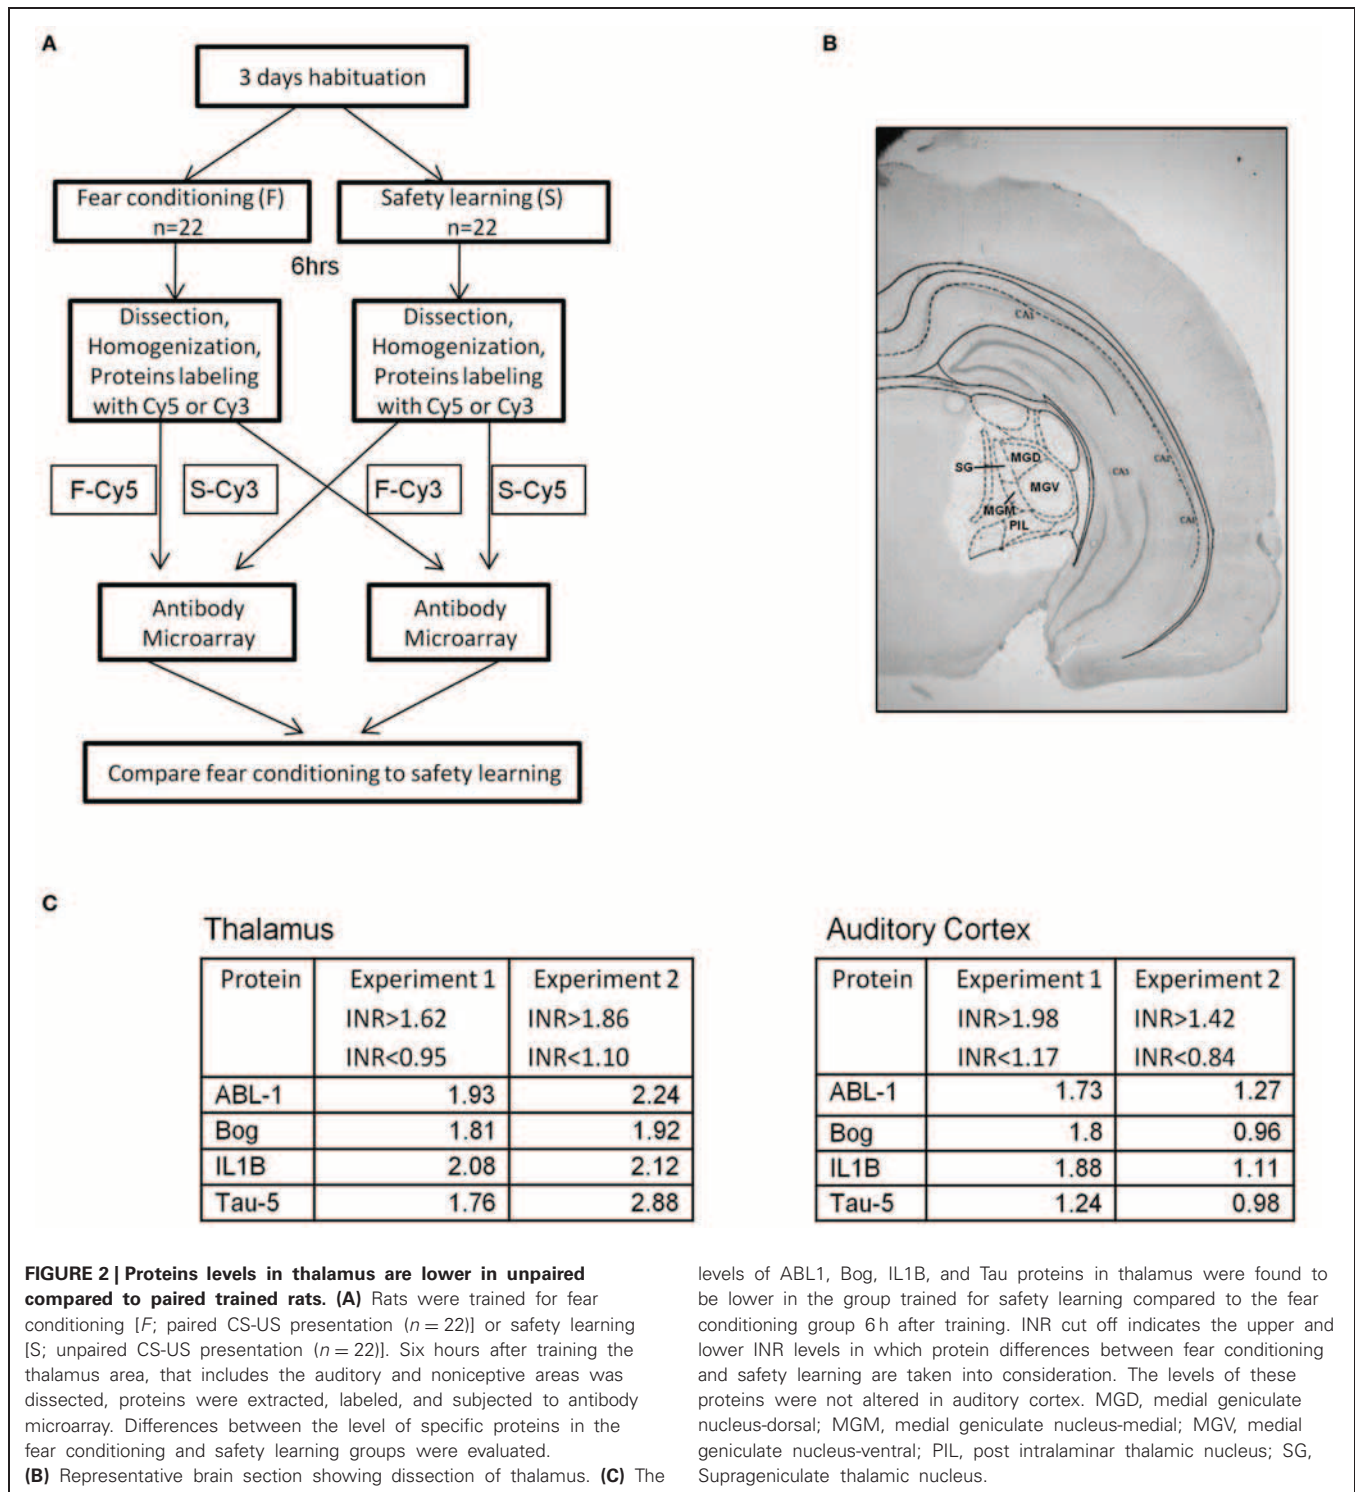 A
3 days habituation
Fear conditioning (F)
n=22
Safety learning (S)
n=22
6hrs
Dissection,
Homogenization,
Proteins labeling
with Cy5 or Cy3
Dissection,
Homogenization,
Proteins labeling
with Cy5 or Cy3
F-Cy5
S-Cy3
F-Cy3
S-Cy5
Antibody
Microarray
Antibody
Microarray
Compare fear conditioning to safety learning
B
CA1
SG
MGD
MGV
MGM
PIL
CA3
CA2
CA1
C
Thalamus
Protein Experiment 1 Experiment 2
INR>1.62 INR>1.86
INR<0.95 INR<1.10
ABL-1 1.93 2.24
Bog 1.81 1.92
IL1B 2.08 2.12
Tau-5 1.76 2.88
Auditory Cortex
Protein Experiment 1 Experiment 2
INR>1.98 INR>1.42
INR<1.17 INR<0.84
ABL-1 1.73 1.27
Bog 1.8 0.96
IL1B 1.88 1.11
Tau-5 1.24 0.98
FIGURE 2 | Proteins levels in thalamus are lower in unpaired
compared to paired trained rats. (A) Rats were trained for fear
conditioning [F; paired CS-US presentation (n = 22)] or safety learning
[S; unpaired CS-US presentation (n = 22)]. Six hours after training the
thalamus area, that includes the auditory and noniceptive areas was
dissected, proteins were extracted, labeled, and subjected to antibody
microarray. Differences between the level of specific proteins in the
fear conditioning and safety learning groups were evaluated.
(B) Representative brain section showing dissection of thalamus. (C) The
levels of ABL1, Bog, IL1B, and Tau proteins in thalamus were found to
be lower in the group trained for safety learning compared to the fear
conditioning group 6 h after training. INR cut off indicates the upper and
lower INR levels in which protein differences between fear conditioning
and safety learning are taken into consideration. The levels of these
proteins were not altered in auditory cortex. MGD, medial geniculate
nucleus-dorsal; MGM, medial geniculate nucleus-medial; MGV, medial
geniculate nucleus-ventral; PIL, post intralaminar thalamic nucleus; SG,
Suprageniculate thalamic nucleus.